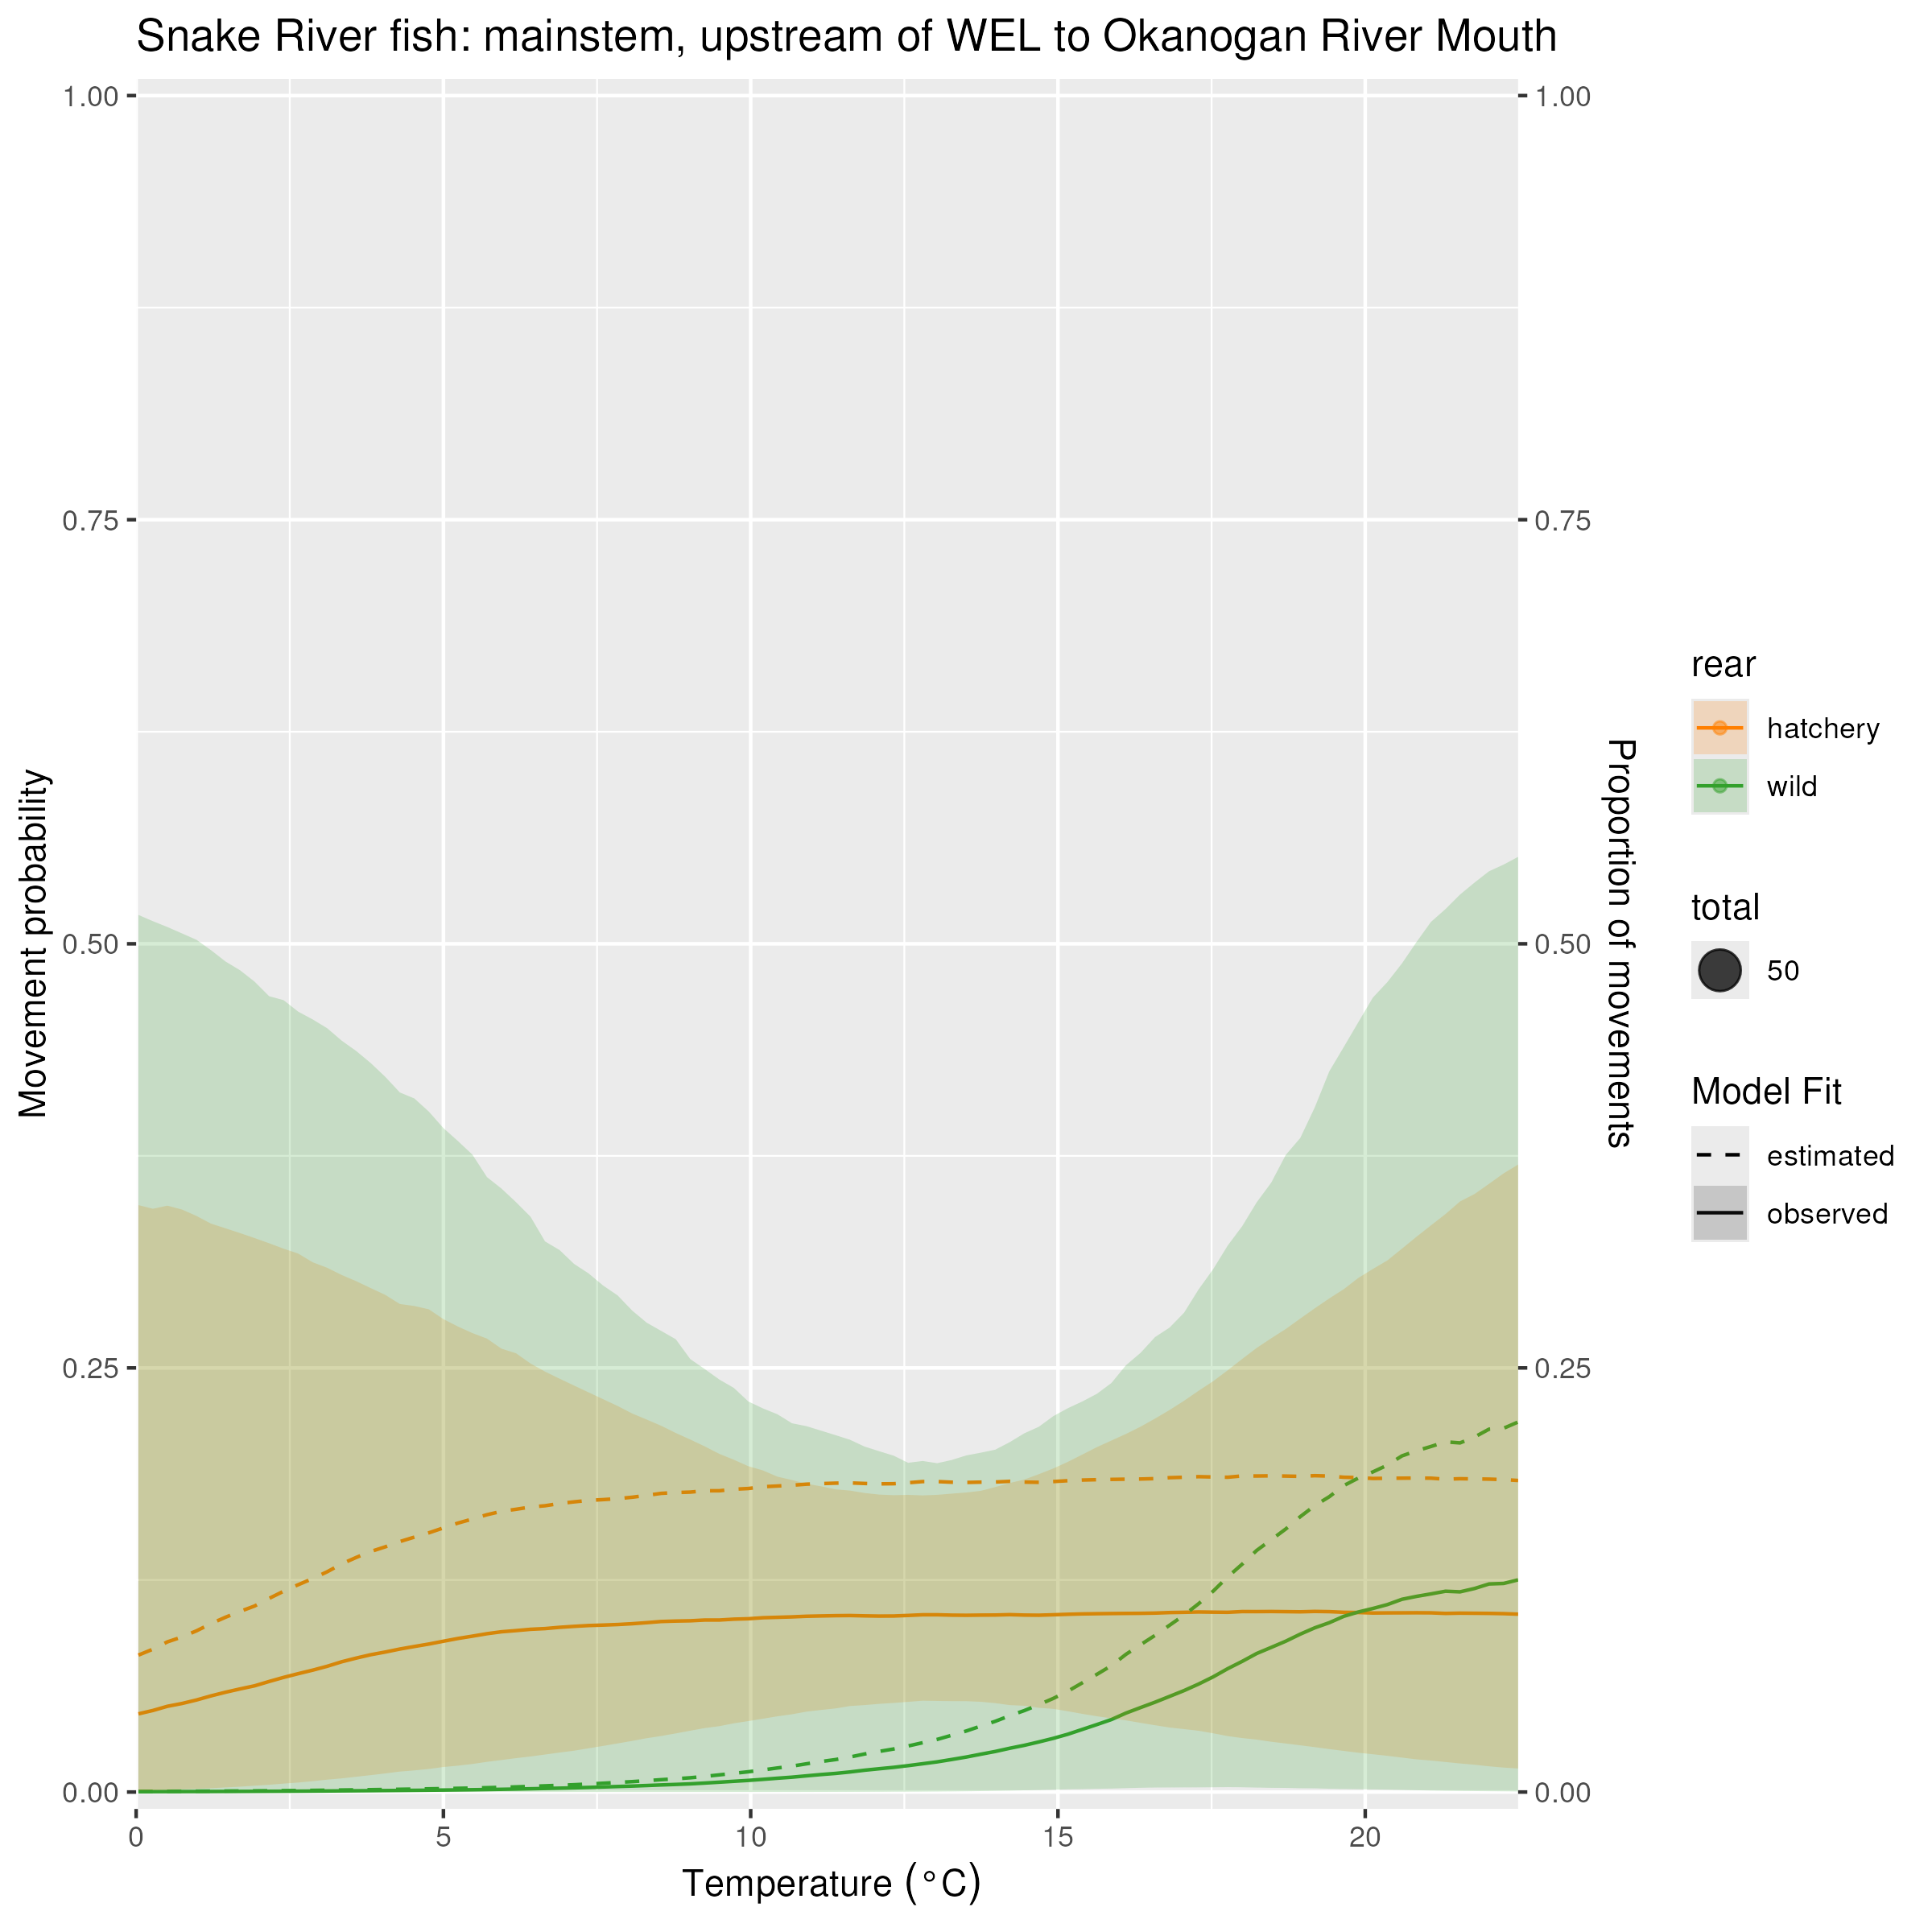 Snake River fish: mainstem, upstream of WEL to Okanogan River Mouth
1.00
0.75
0.50
0.25
0.00
Movement probability
0
5
10
15
20
Temperature (°C)
1.00
0.75
0.50
0.25
0.00
Proportion of movements
rear
hatchery
wild
total
50
Model Fit
estimated
observed